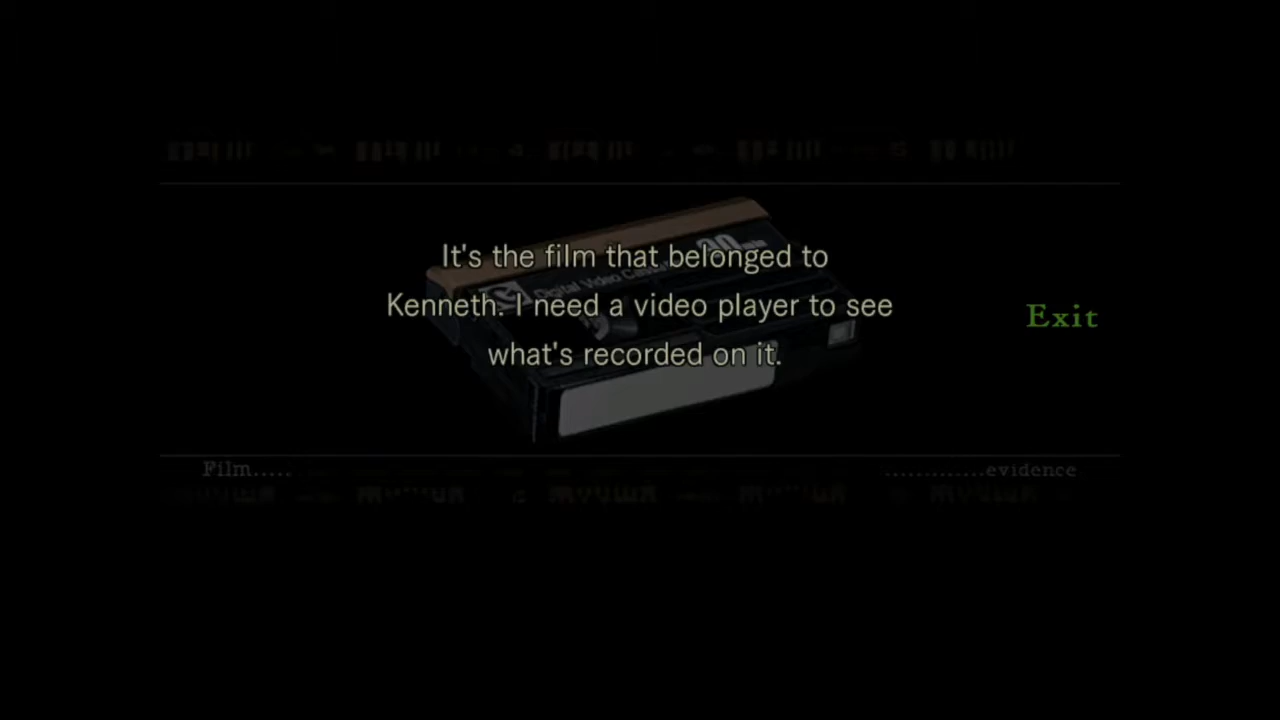 It's the film that belonged to
Kenneth. I need a video player to see
what's recorded on it.
Exit
Film.....
.............evidence